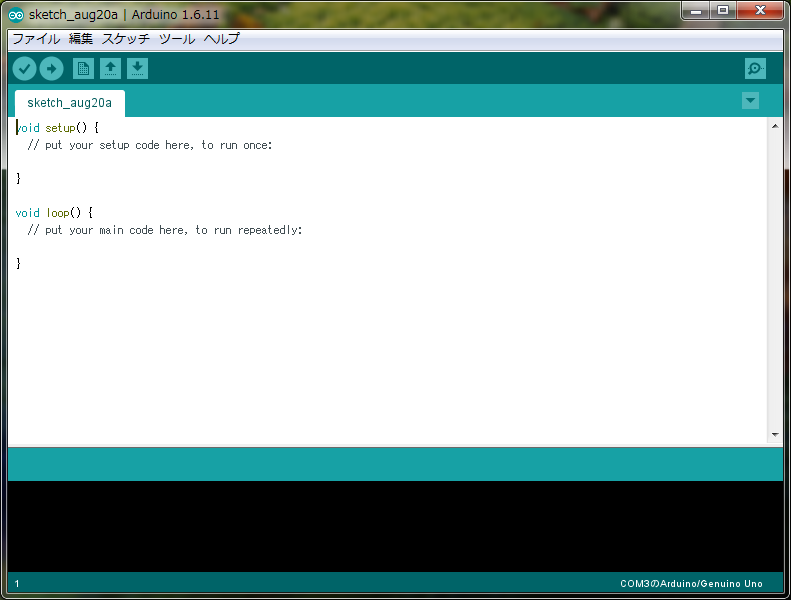 sketch_aug20a | Arduino 1.6.11
ファイル 編集 スケッチ ツール ヘルプ
sketch_aug20a
void setup() {
  // put your setup code here, to run once:
}
void loop() {
  // put your main code here, to run repeatedly:
}
1 COM3のArduino/Genuino Uno